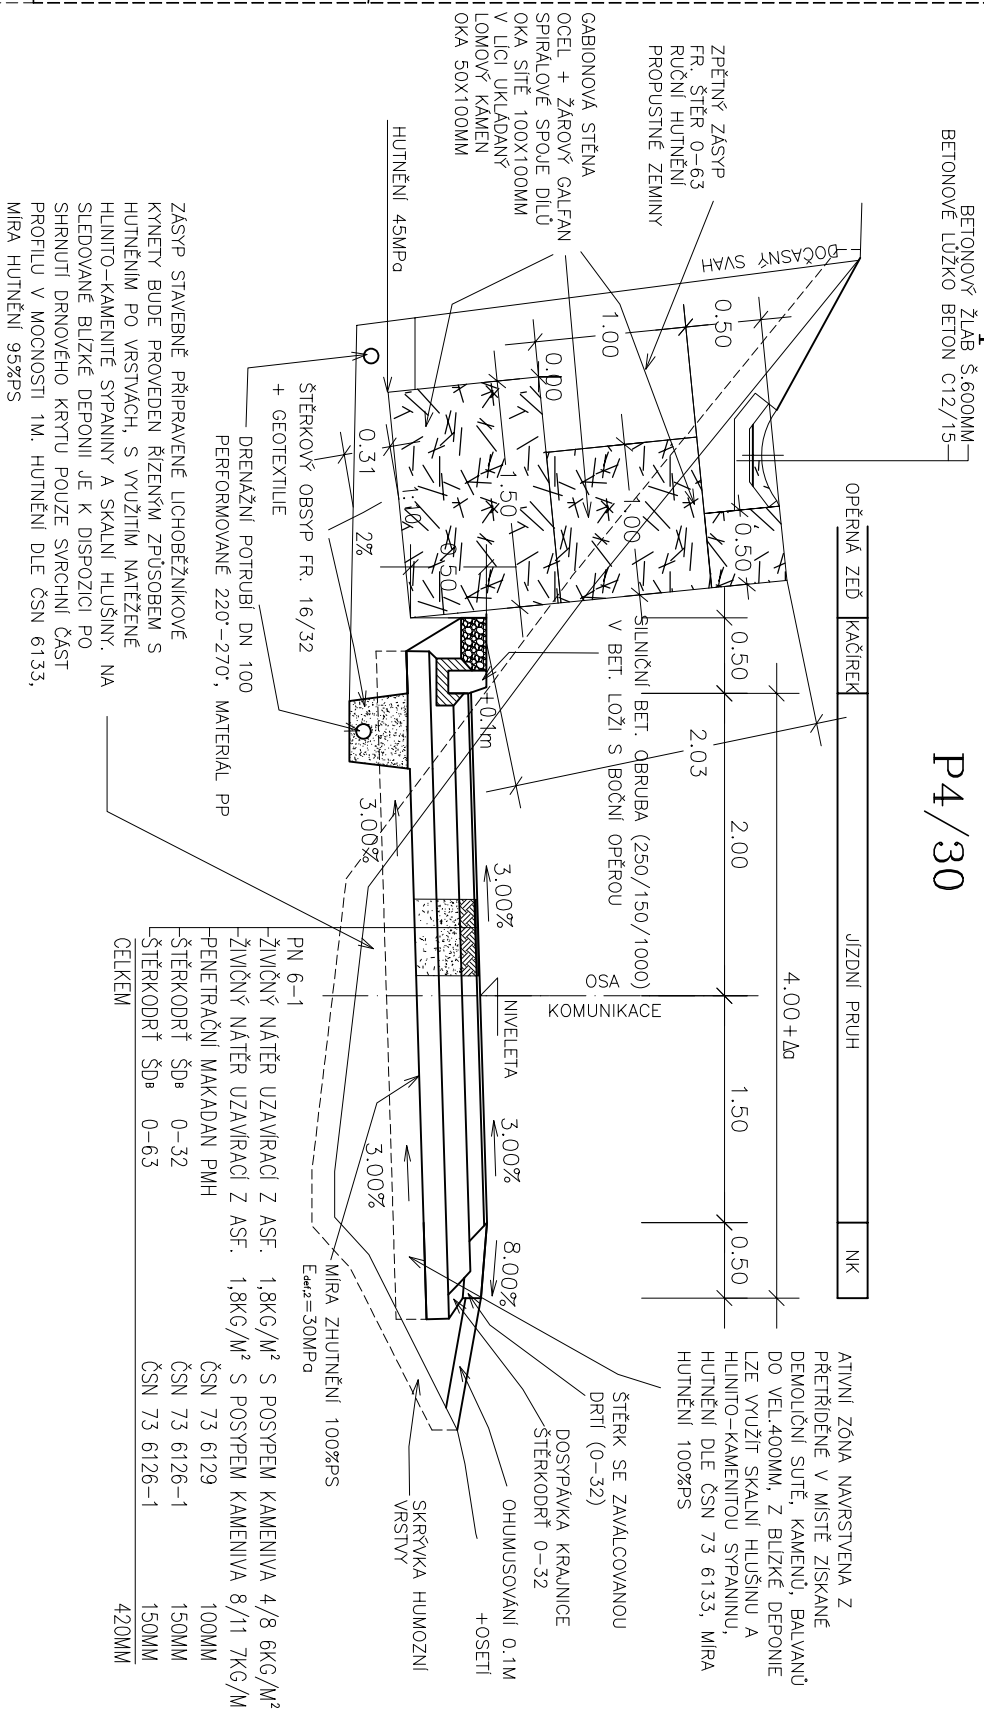 P4/30
OPĚRNÁ ZEĎ
KAČÍREK
JÍZDNÍ PRUH
NK
BETONOVÝ ŽLAB Š.600MM
BETONOVÉ LŮŽKO BETON C12/15
4.00+Δa
0.50
2.00
1.50
0.50
2.03
ZPĚTNÝ ZÁSYP
FR. ŠTĚR 0-63
RUČNÍ HUTNĚNÍ
PROPUSTNÉ ZEMINY
GABIONOVÁ STĚNA
OCEL + ŽÁROVÝ GALFAN
SPIRÁLOVÉ SPOJE DÍLŮ
OKA SÍTĚ 100X100MM
V LÍCI UKLÁDANÝ
LOMOVÝ KÁMEN
OKA 50X100MM
DOČASNÝ SVAH
0.50
1.00
0.00
0.50
.00
1.50
0.50
1:10
0.31
2%
HUTNĚNÍ 45MPa
SILNIČNÍ BET. OBRUBA (250/150/1000)
V BET. LOŽI S BOČNÍ OPĚROU
OSA
KOMUNIKACE
NIVELETA
+0.1m
3.00%
3.00%
8.00%
3.00%
3.00%
ATIVNÍ ZÓNA NAVRSTVENA Z
PŘETŘÍDĚNÉ V MÍSTĚ ZÍSKANÉ
DEMOLIČNÍ SUTĚ, KAMENŮ, BALVANŮ
DO VEL.400MM, Z BLÍZKÉ DEPONIE
LZE VYUŽÍT SKALNÍ HLUŠINU A
HLINITO-KAMENITOU SYPANINU,
HUTNĚNÍ DLE ČSN 73 6133, MÍRA
HUTNĚNÍ 100%PS
ŠTĚRK SE ZAVÁLCOVANOU
DRTÍ (0-32)
DOSYPÁVKA KRAJNICE
ŠTĚRKODRŤ 0-32
OHUMUSOVÁNÍ 0.1M
+OSETÍ
SKRÝVKA HUMOZNÍ
VRSTVY
MÍRA ZHUTNĚNÍ 100%PS
Edef.2=30MPa
ŠTĚRKOVÝ OBSYP FR. 16/32
+ GEOTEXTILIE
DRENÁŽNÍ POTRUBÍ DN 100
PERFORMOVANÉ 220°-270°, MATERIÁL PP
ZÁSYP STAVEBNĚ PŘIPRAVENÉ LICHOBĚŽNÍKOVÉ
KYNETY BUDE PROVEDEN ŘÍZENÝM ZPŮSOBEM S
HUTNĚNÍM PO VRSTVÁCH, S VYUŽITÍM NATĚŽENÉ
HLINITO-KAMENITÉ SYPANINY A SKALNÍ HLUŠINY. NA
SLEDOVANÉ BLÍZKÉ DEPONII JE K DISPOZICI PO
SHRNUTÍ DRNOVÉHO KRYTU POUZE SVRCHNÍ ČÁST
PROFILU V MOCNOSTI 1M. HUTNĚNÍ DLE ČSN 6133,
MÍRA HUTNĚNÍ 95%PS
PN 6-1
ŽIVIČNÝ NÁTĚR UZAVÍRACÍ Z ASF. 1,8KG/M² S POSYPEM KAMENIVA 4/8 6KG/M²
ŽIVIČNÝ NÁTĚR UZAVÍRACÍ Z ASF. 1,8KG/M² S POSYPEM KAMENIVA 8/11 7KG/M
PENETRAČNÍ MAKADAN PMH ČSN 73 6129 100MM
ŠTĚRKODRŤ ŠDB 0-32 ČSN 73 6126-1 150MM
ŠTĚRKODRŤ ŠDB 0-63 ČSN 73 6126-1 150MM
CELKEM 420MM